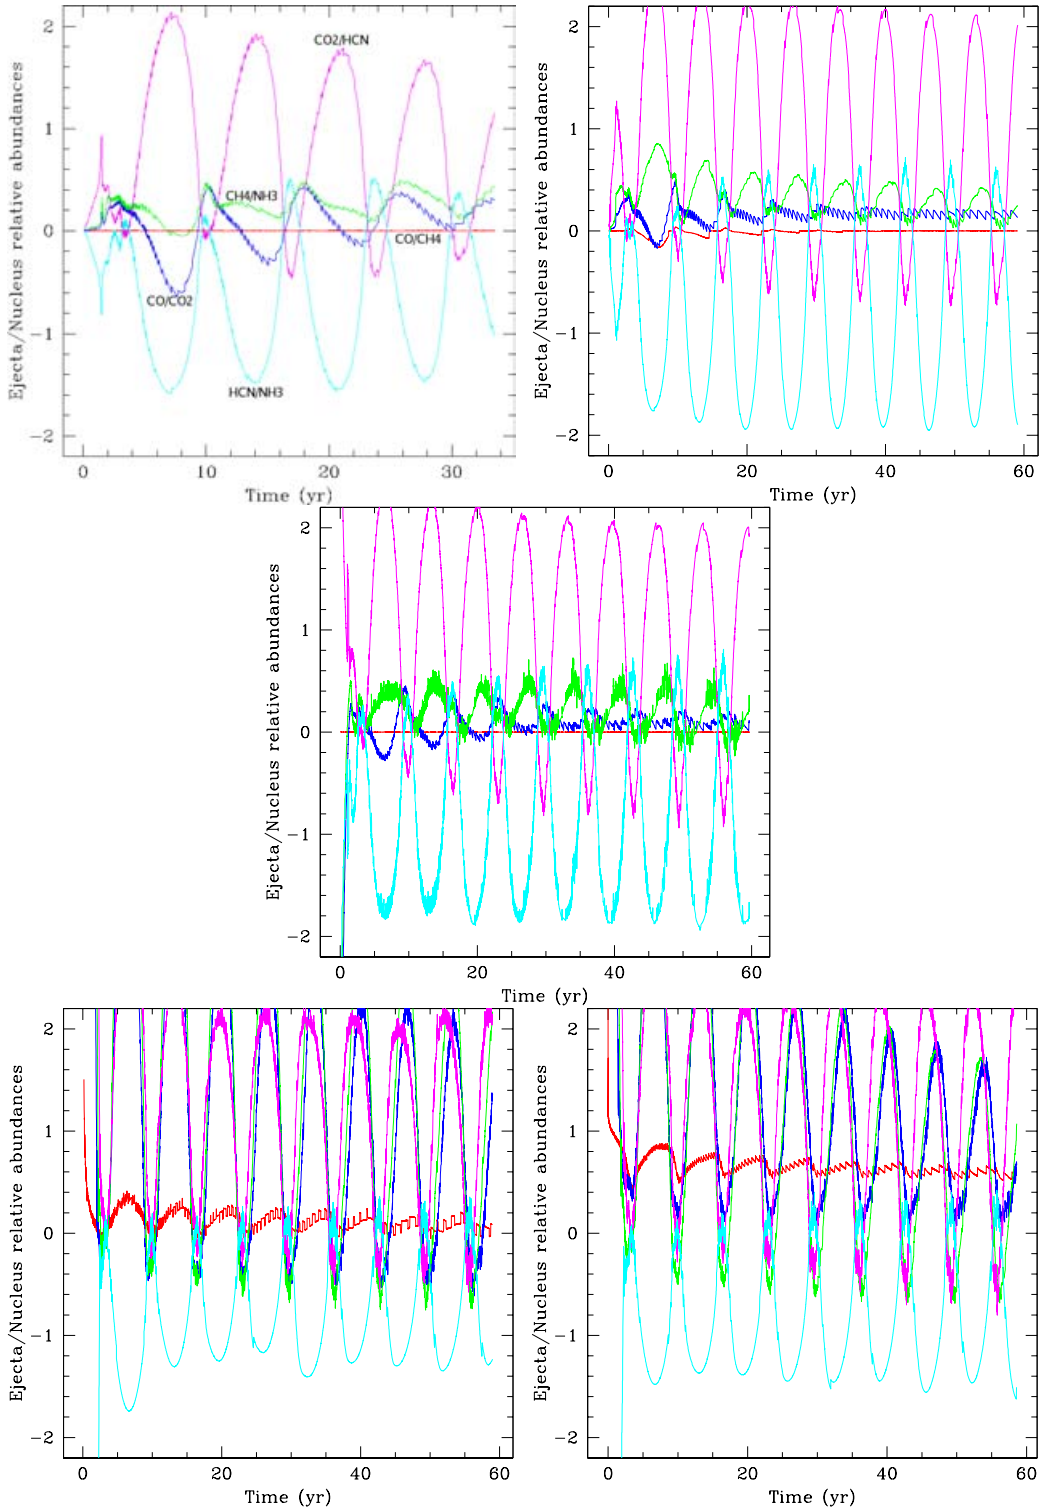 Ejecta/Nucleus relative abundances
2
1
0
−1
−2
CO2/HCN
CH4/NH3
CO/CH4
CO/CO2
HCN/NH3
0 10 20 30
Time (yr)
Ejecta/Nucleus relative abundances
2
1
0
−1
−2
0 20 40 60
Time (yr)
Ejecta/Nucleus relative abundances
2
1
0
−1
−2
0 20 40 60
Time (yr)
Ejecta/Nucleus relative abundances
2
1
0
−1
−2
0 20 40 60
Time (yr)
Ejecta/Nucleus relative abundances
2
1
0
−1
−2
0 20 40 60
Time (yr)